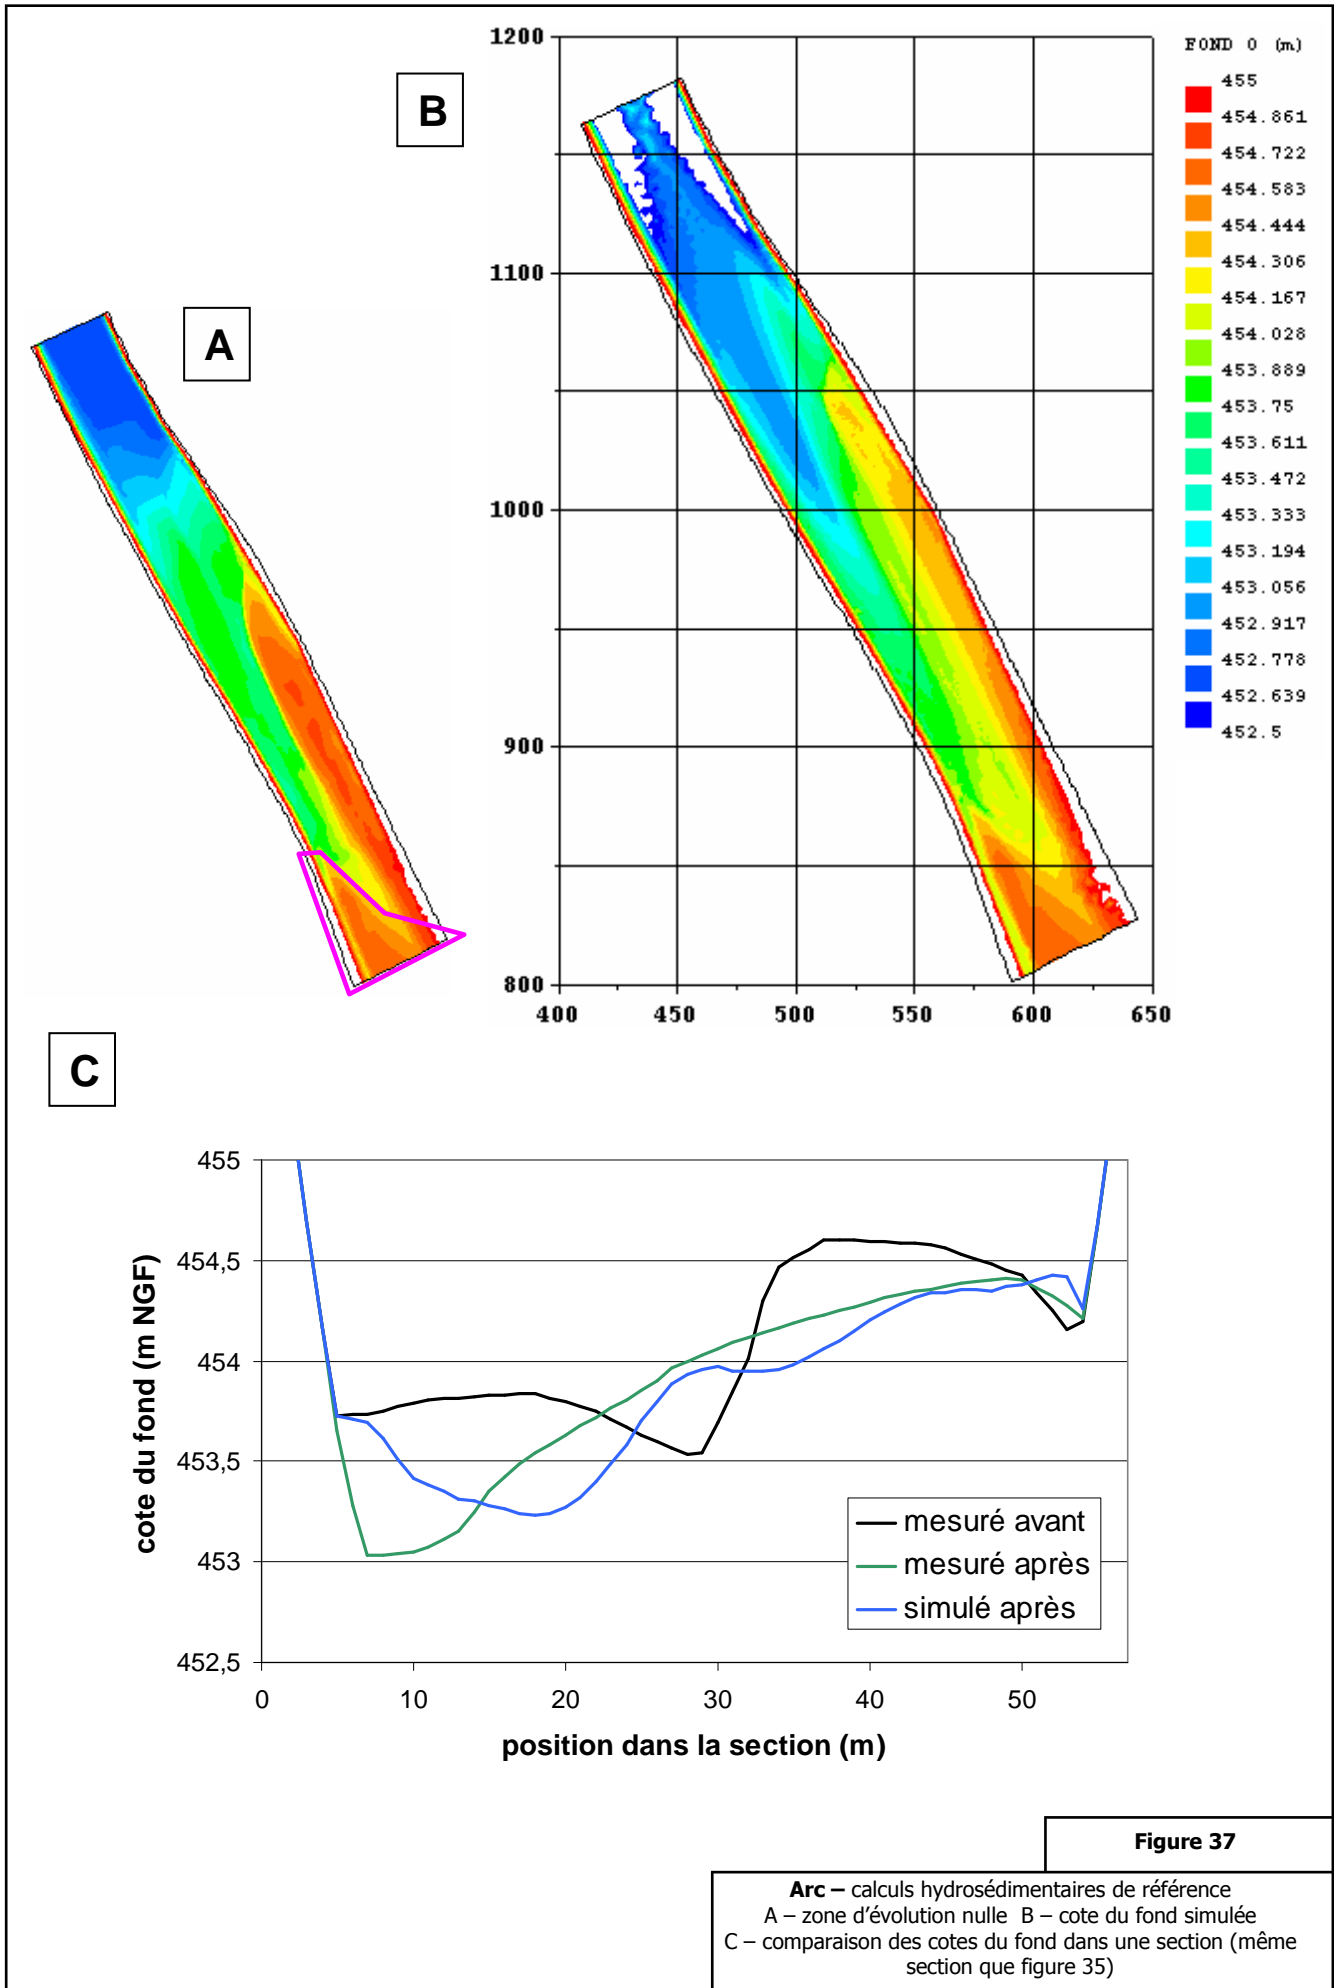 B
A
1200
1100
1000
900
800
400 450 500 550 600 650
FOND 0 (m)
455
454.861
454.722
454.583
454.444
454.306
454.167
454.028
453.889
453.75
453.611
453.472
453.333
453.194
453.056
452.917
452.778
452.639
452.5
C
cote du fond (m NGF)
455
454,5
454
453,5
453
452,5
0 10 20 30 40 50
position dans la section (m)
mesuré avant
mesuré après
simulé après
Figure 37
Arc – calculs hydrosédimentaires de référence
A – zone d'évolution nulle B – cote du fond simulée
C – comparaison des cotes du fond dans une section (même
section que figure 35)